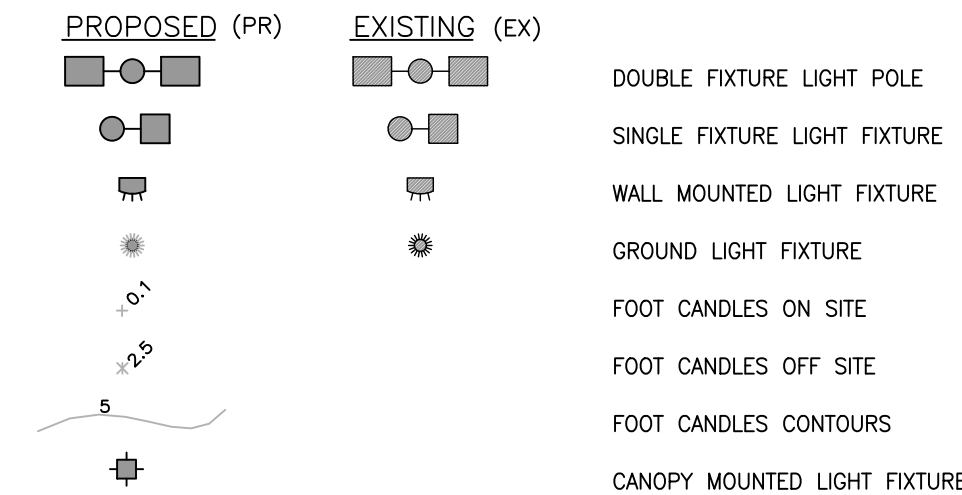 PROPOSED (PR) EXISTING (EX)
DOUBLE FIXTURE LIGHT POLE
SINGLE FIXTURE LIGHT FIXTURE
WALL MOUNTED LIGHT FIXTURE
GROUND LIGHT FIXTURE
0.1 FOOT CANDLES ON SITE
2.5 FOOT CANDLES OFF SITE
5 FOOT CANDLES CONTOURS
CANOPY MOUNTED LIGHT FIXTURE